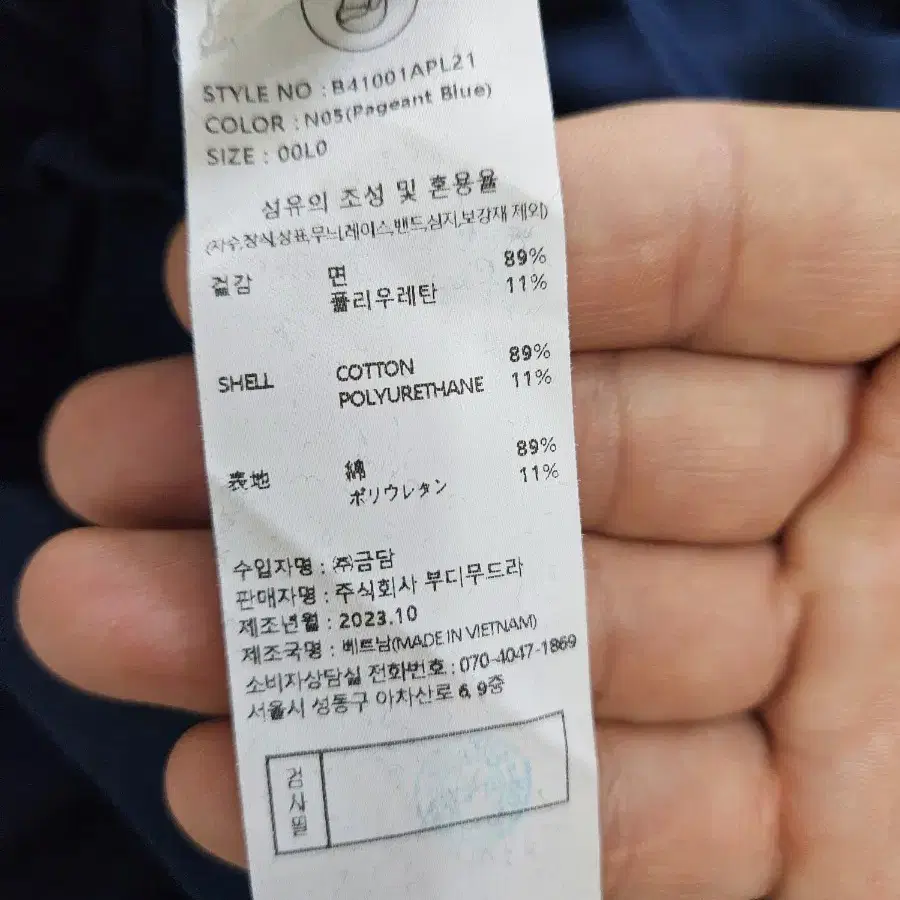 STYLE NO : B41001APL21
COLOR : N05(Pageant Blue)
SIZE : 00L0
섬유의 조성 및 혼용율
(자수,장식,상표,무늬,레이스,밴드,심지,보강재 제외)
겉감 면 89%
폴리우레탄 11%
SHELL COTTON 89%
POLYURETHANE 11%
表地 綿 89%
ポリウレタン 11%
수입자명 : ㈜금담
판매자명 : 주식회사 부디무드라
제조년월 : 2023.10
제조국명 : 베트남(MADE IN VIETNAM)
소비자상담실 전화번호 : 070-4047-1869
서울시 성동구 아차산로 6, 9층
검사필